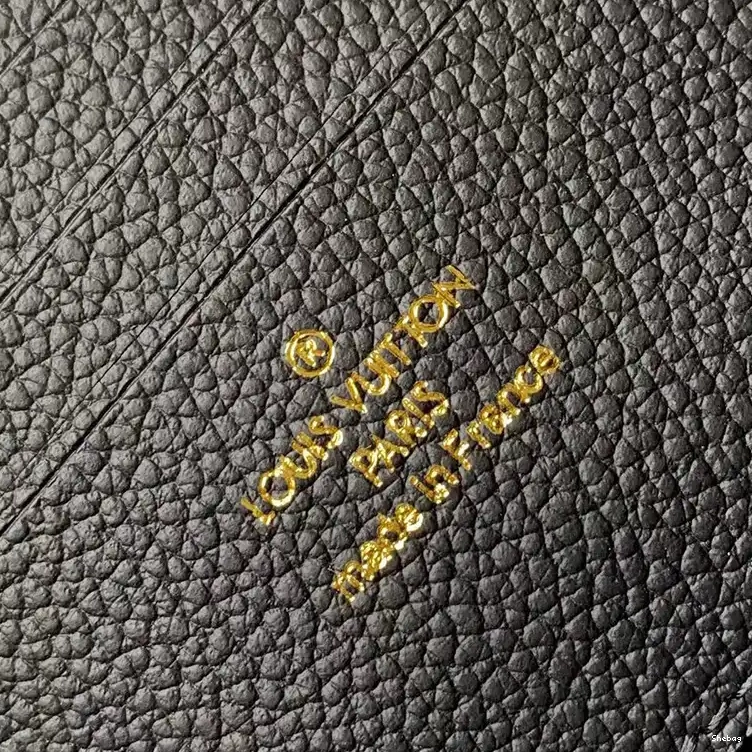 ®
LOUIS VUITTON
PARIS
made in France
Shebag